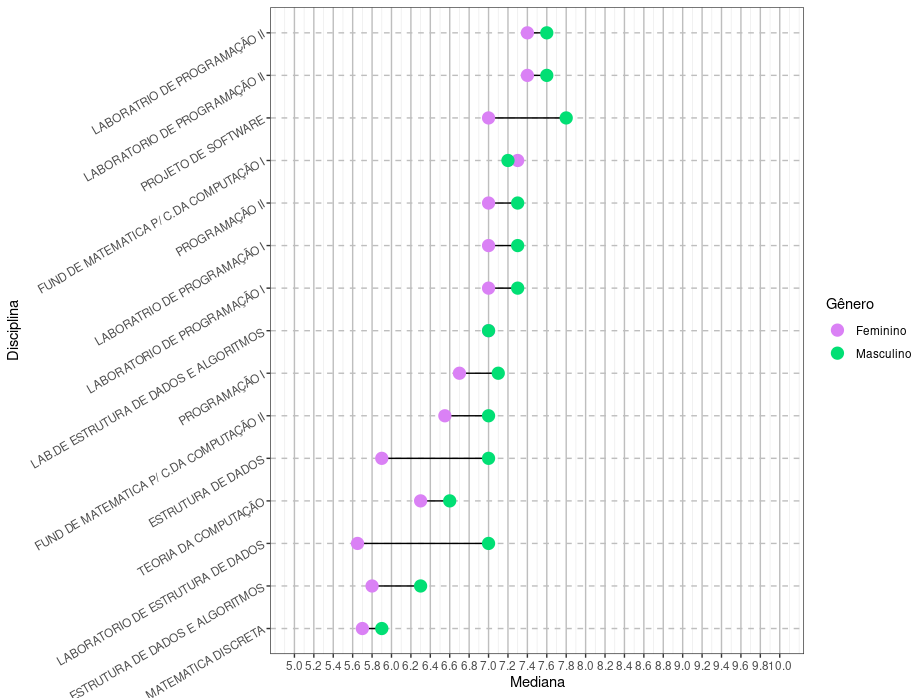 LABORATRIO DE PROGRAMAÇÃO II
LABORATORIO DE PROGRAMAÇÃO II
PROJETO DE SOFTWARE
FUND DE MATEMATICA P/ C.DA COMPUTAÇÃO I
PROGRAMAÇÃO II
LABORATRIO DE PROGRAMAÇÃO I
LABORATORIO DE PROGRAMAÇÃO I
LAB.DE ESTRUTURA DE DADOS E ALGORITMOS
PROGRAMAÇÃO I
FUND DE MATEMATICA P/ C.DA COMPUTAÇÃO II
ESTRUTURA DE DADOS
TEORIA DA COMPUTAÇÃO
LABORATORIO DE ESTRUTURA DE DADOS
ESTRUTURA DE DADOS E ALGORITMOS
MATEMATICA DISCRETA
Disciplina
5.0 5.2 5.4 5.6 5.8 6.0 6.2 6.4 6.6 6.8 7.0 7.2 7.4 7.6 7.8 8.0 8.2 8.4 8.6 8.8 9.0 9.2 9.4 9.6 9.8 10.0
Mediana
Gênero
Feminino
Masculino